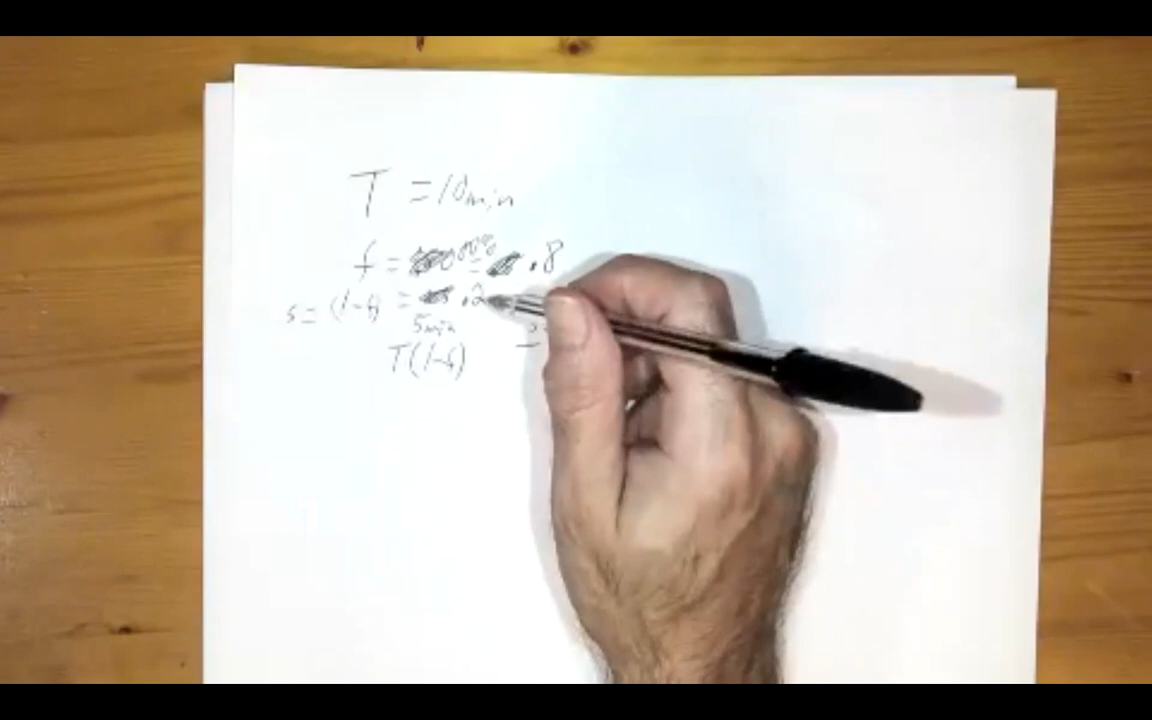 T = 10min
f = 80% = .8
s = (1-f) = .2
5min
T(1-f)